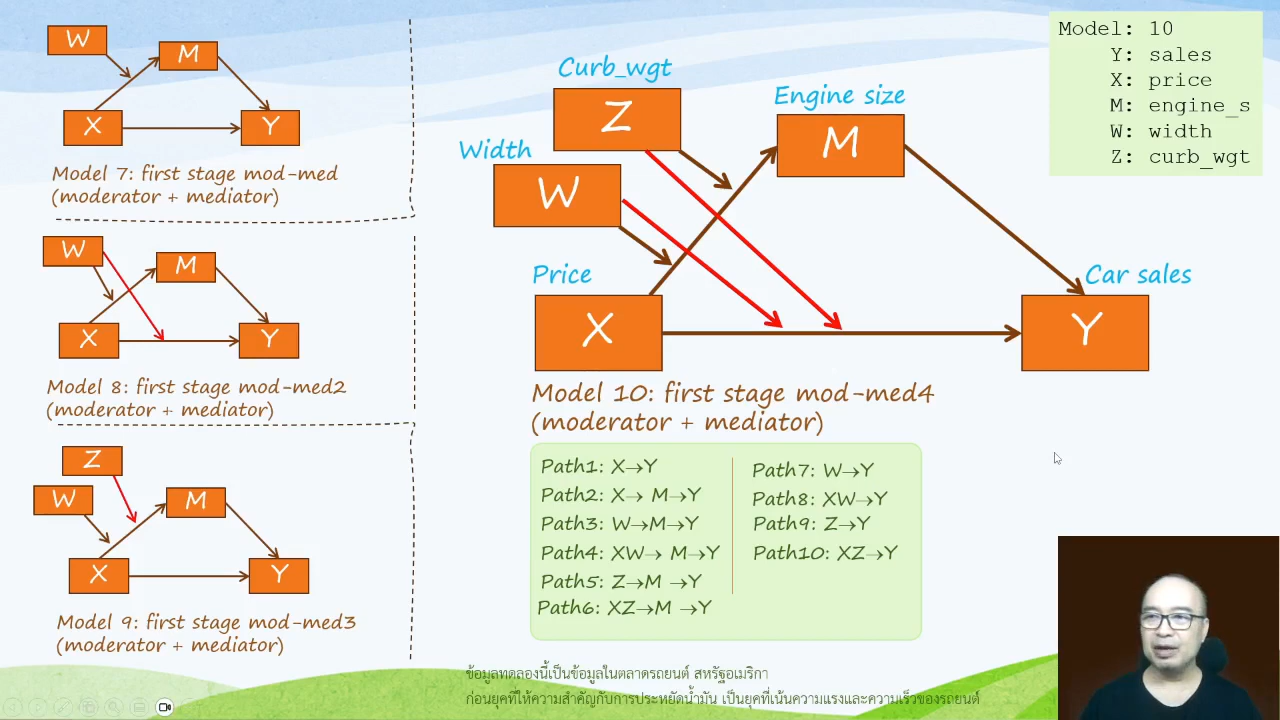 W
M
X
Y
Model 7: first stage mod-med
(moderator + mediator)
W
M
X
Y
Model 8: first stage mod-med2
(moderator + mediator)
Z
W
M
X
Y
Model 9: first stage mod-med3
(moderator + mediator)
Curb_wgt
Z
Engine size
M
Width
W
Price
X
Car sales
Y
Model 10: first stage mod-med4
(moderator + mediator)
Path1: X→Y
Path2: X→ M→Y
Path3: W→M→Y
Path4: XW→ M→Y
Path5: Z→M →Y
Path6: XZ→M →Y
Path7: W→Y
Path8: XW→Y
Path9: Z→Y
Path10: XZ→Y
Model: 10
Y: sales
X: price
M: engine_s
W: width
Z: curb_wgt
ข้อมูลทดลองนี้เป็นข้อมูลในตลาดรถยนต์ สหรัฐอเมริกา
ก่อนยุคที่ให้ความสำคัญกับการประหยัดน้ำมัน เป็นยุคที่เน้นความแรงและความเร็วของรถยนต์